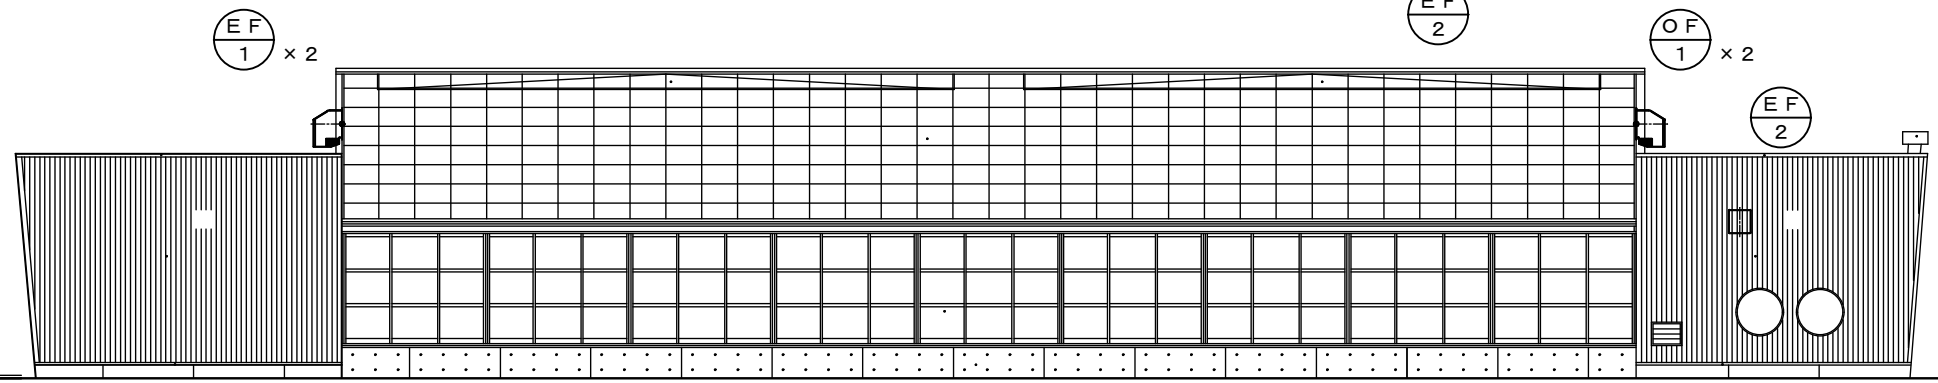 ＥＦ
１ ×２
ＥＦ
２
ＯＦ
１ ×２
ＥＦ
２